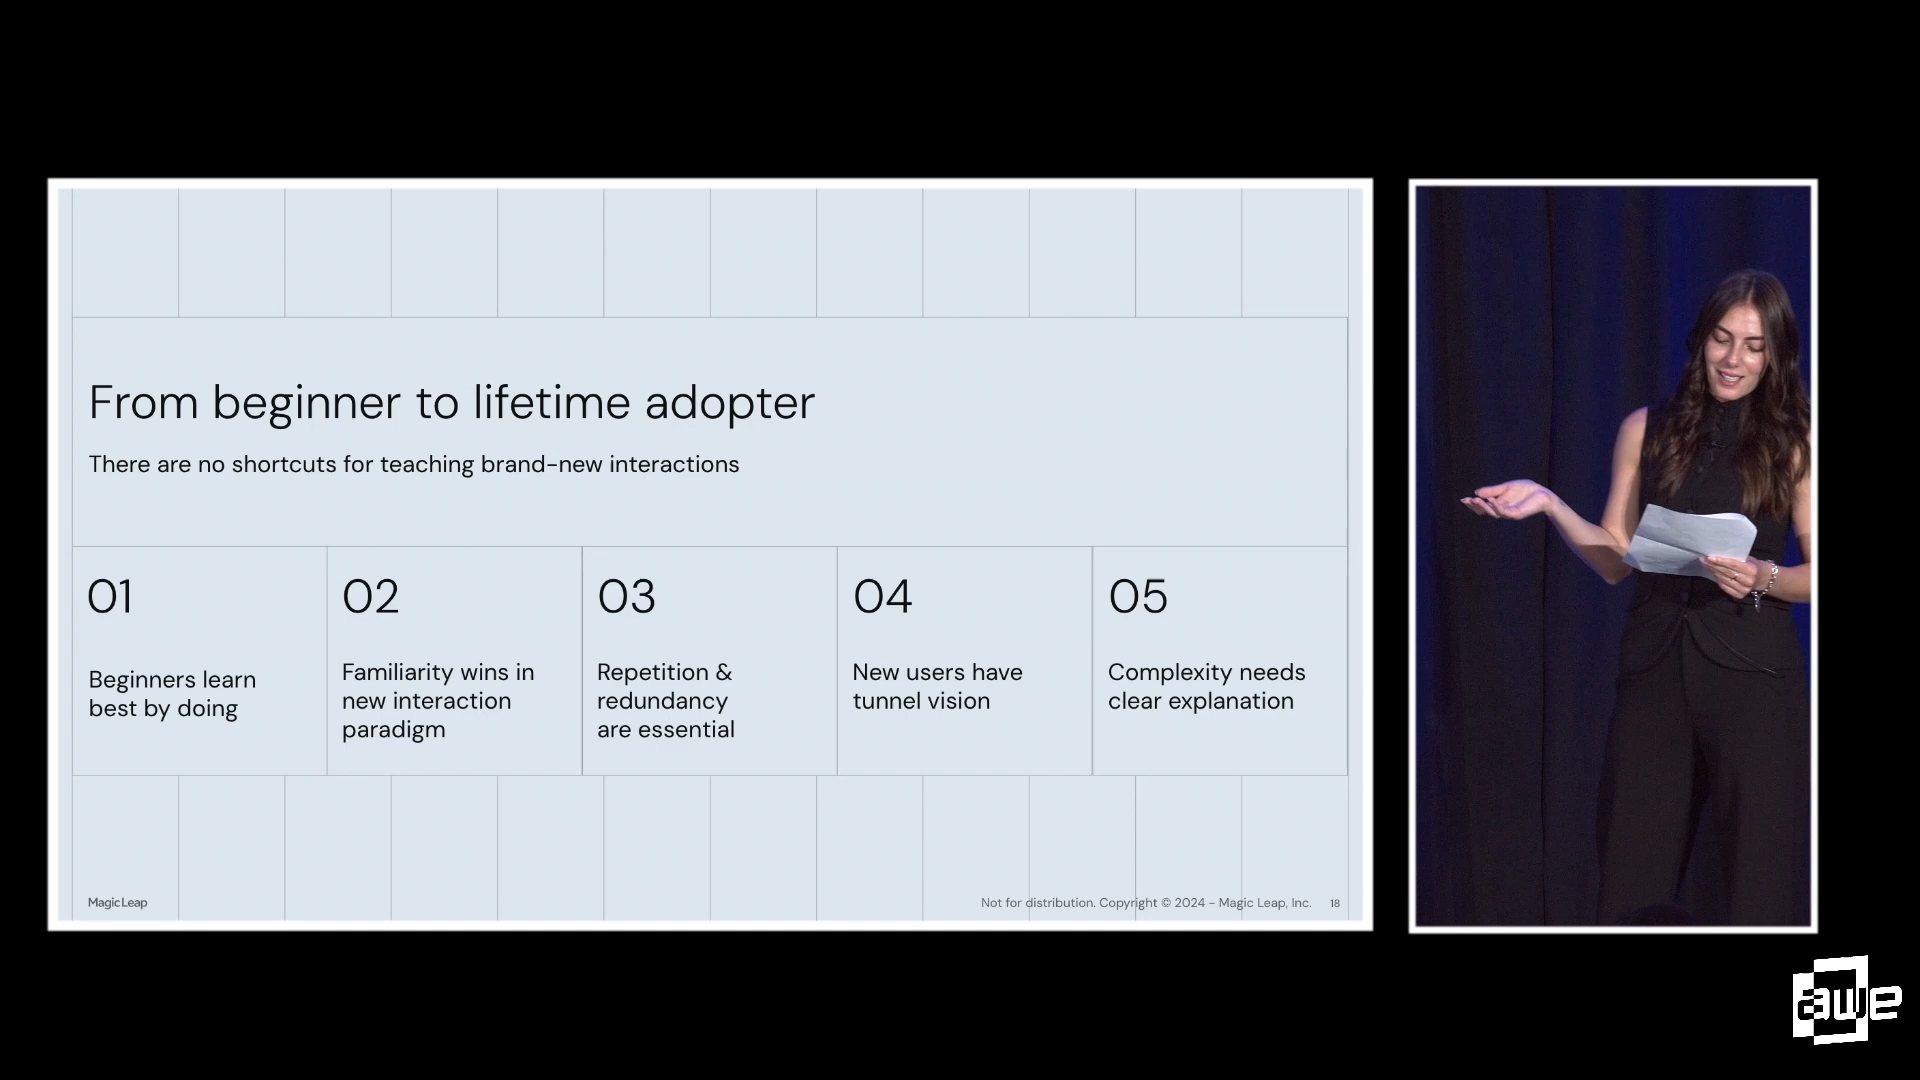 From beginner to lifetime adopter
There are no shortcuts for teaching brand-new interactions
01
Beginners learn
best by doing
02
Familiarity wins in
new interaction
paradigm
03
Repetition &
redundancy
are essential
04
New users have
tunnel vision
05
Complexity needs
clear explanation
Magic Leap
Not for distribution. Copyright © 2024 - Magic Leap, Inc. 18
awe